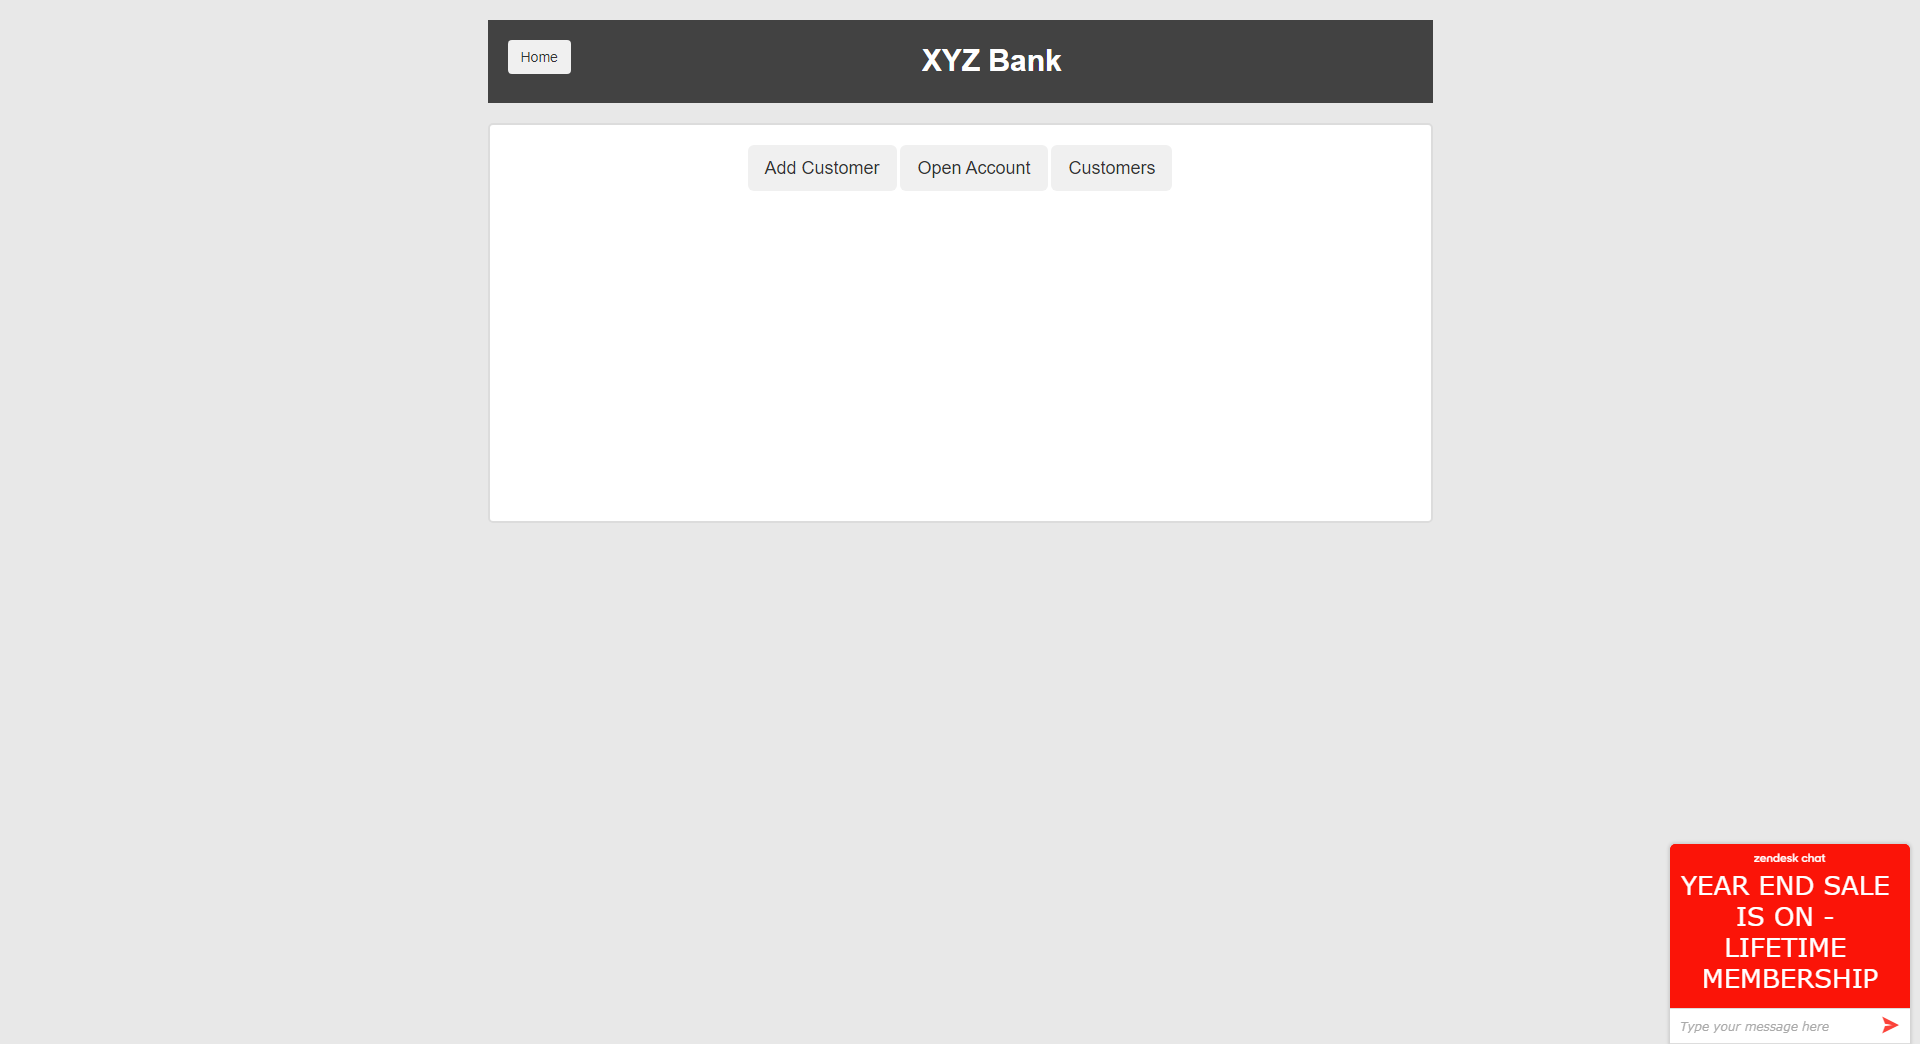 Home
XYZ Bank
Add Customer
Open Account
Customers
zendesk chat
YEAR END SALE
IS ON -
LIFETIME
MEMBERSHIP
Type your message here